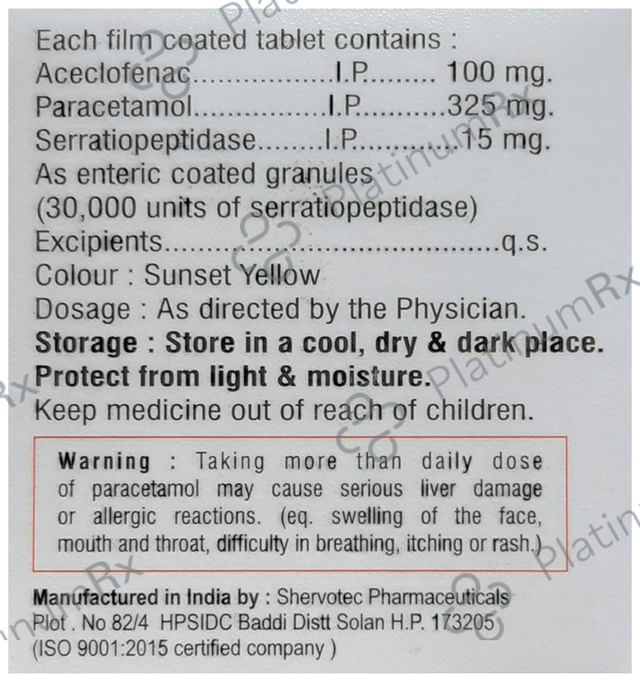 Each film coated tablet contains :
Aceclofenac.................I.P........ 100 mg.
Paracetamol................I.P...........325 mg.
Serratiopeptidase........I.P.............15 mg.
As enteric coated granules
(30,000 units of serratiopeptidase)
Excipients..........................................q.s.
Colour : Sunset Yellow
Dosage : As directed by the Physician.
Storage : Store in a cool, dry & dark place.
Protect from light & moisture.
Keep medicine out of reach of children.
Warning : Taking more than daily dose
of paracetamol may cause serious liver damage
or allergic reactions. (eq. swelling of the face,
mouth and throat, difficulty in breathing, itching or rash.)
Manufactured in India by : Shervotec Pharmaceuticals
Plot . No 82/4 HPSIDC Baddi Distt Solan H.P. 173205
(ISO 9001:2015 certified company )
PlatinumRx
PlatinumRx